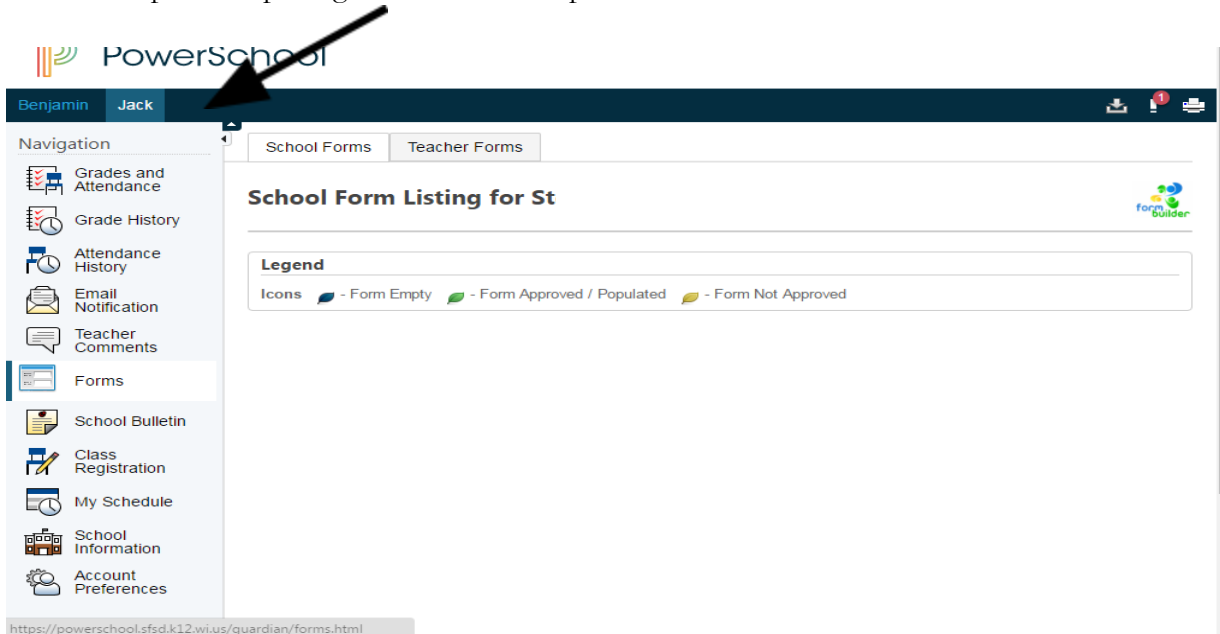 PowerSchool
Benjamin Jack
1
Navigation
School Forms Teacher Forms
Grades and
Attendance
Grade History
Attendance
History
Email
Notification
Teacher
Comments
Forms
School Bulletin
Class
Registration
My Schedule
School
Information
Account
Preferences
School Form Listing for St
form
builder
Legend
Icons - Form Empty - Form Approved / Populated - Form Not Approved
https://powerschool.sfsd.k12.wi.us/guardian/forms.html